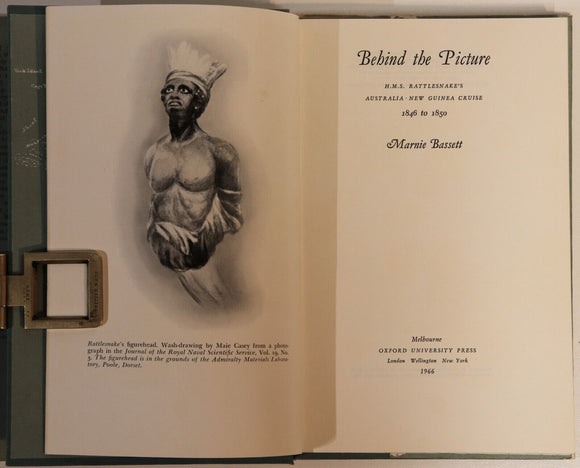 Rattlesnake's figurehead. Wash-drawing by Maie Casey from a photo-
graph in the Journal of the Royal Naval Scientific Service, Vol. 19, No.
5. The figurehead is in the grounds of the Admiralty Materials Labora-
tory, Poole, Dorset.
Behind the Picture
H.M.S. RATTLESNAKE'S
AUSTRALIA · NEW GUINEA CRUISE
1846 to 1850
Marnie Bassett
Melbourne
OXFORD UNIVERSITY PRESS
London Wellington New York
1966